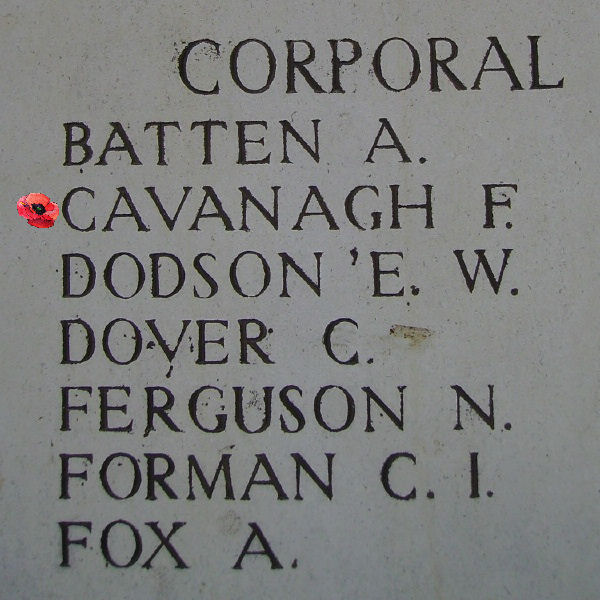 CORPORAL
BATTEN A.
CAVANAGH F.
DODSON E. W.
DOVER C.
FERGUSON N.
FORMAN C. I.
FOX A.